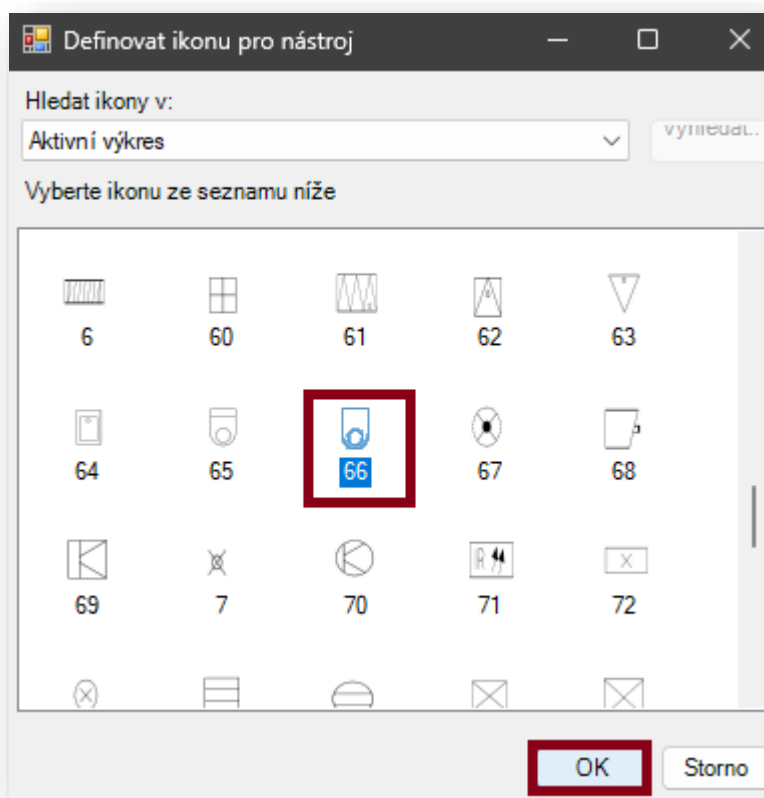 Definovat ikonu pro nástroj
Hledat ikony v:
Aktivní výkres
Vyhledat..
Vyberte ikonu ze seznamu níže
6 60 61 62 63
64 65 66 67 68
69 7 70 71 72
OK Storno